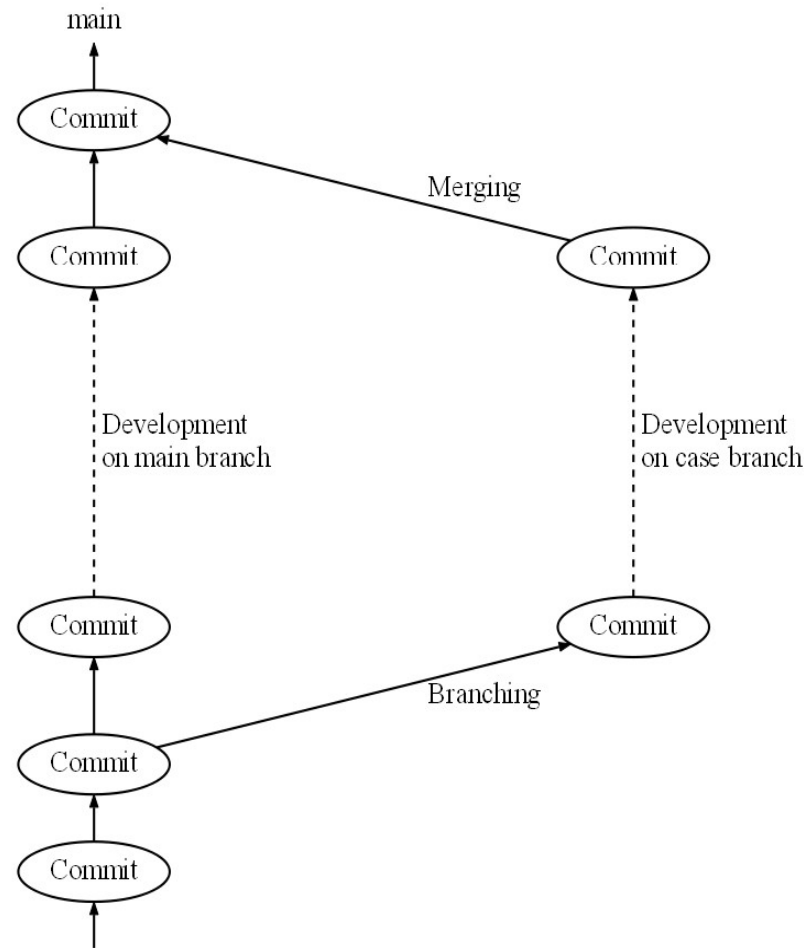 main
Commit
Merging
Commit
Commit
Development
on main branch
Development
on case branch
Commit
Commit
Branching
Commit
Commit